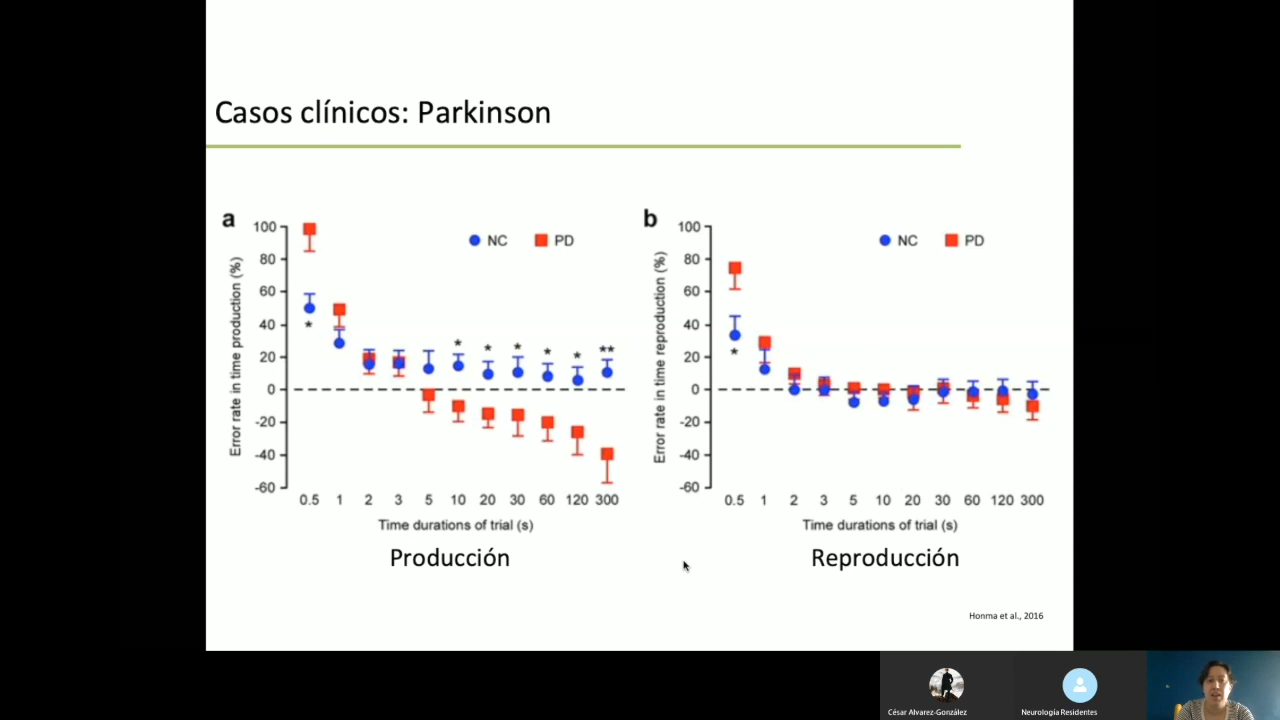 Casos clínicos: Parkinson
a
100
80
60
40
20
0
-20
-40
-60
Error rate in time production (%)
NC
PD
*
*
*
*
*
*
**
0.5 1 2 3 5 10 20 30 60 120 300
Time durations of trial (s)
Producción
b
100
80
60
40
20
0
-20
-40
-60
Error rate in time reproduction (%)
NC
PD
*
0.5 1 2 3 5 10 20 30 60 120 300
Time durations of trial (s)
Reproducción
Honma et al., 2016
César Alvarez-González
Neurología Residentes